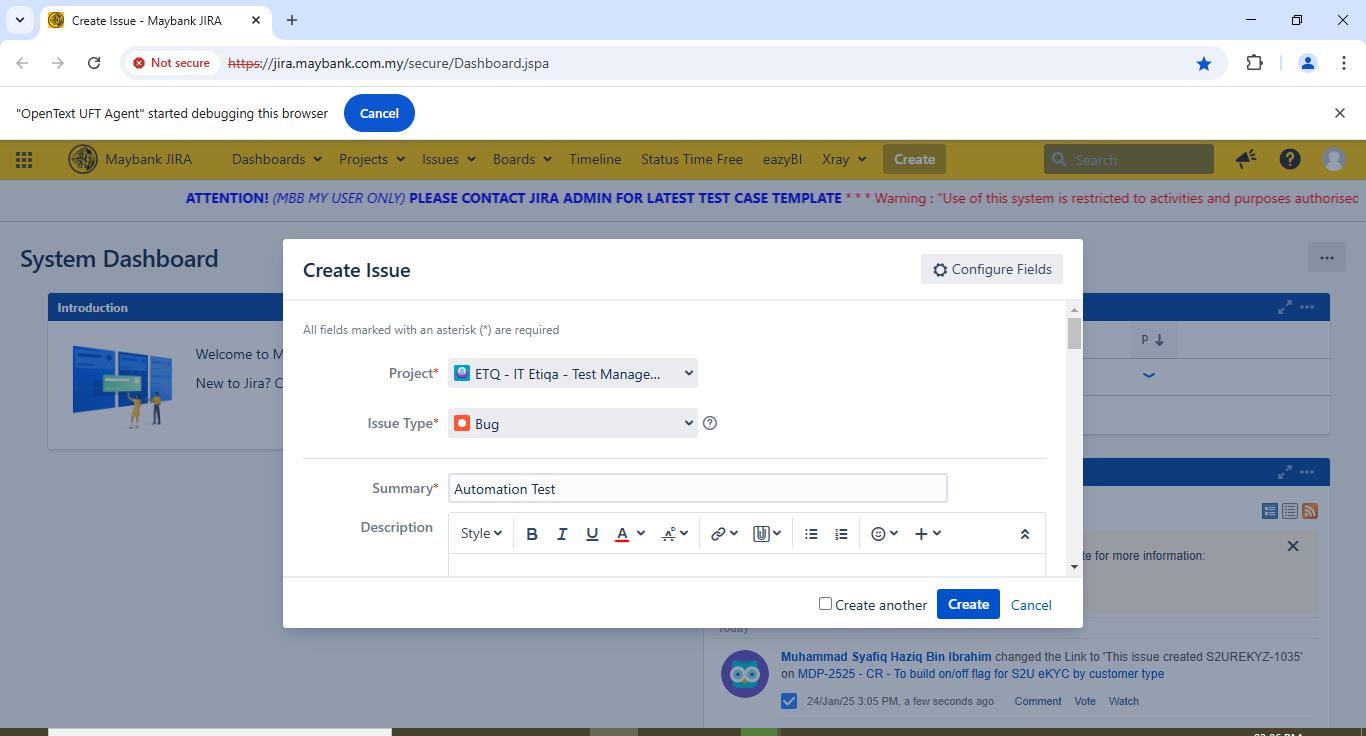 Create Issue - Maybank JIRA
Not secure https://jira.maybank.com.my/secure/Dashboard.jspa
"OpenText UFT Agent" started debugging this browser Cancel
Maybank JIRA Dashboards Projects Issues Boards Timeline Status Time Free eazyBI Xray Create Search
ATTENTION! (MBB MY USER ONLY) PLEASE CONTACT JIRA ADMIN FOR LATEST TEST CASE TEMPLATE * * * Warning : "Use of this system is restricted to activities and purposes authorised
System Dashboard
Create Issue Configure Fields
Introduction
All fields marked with an asterisk (*) are required
P
Welcome to M
New to Jira? C
Project* ETQ - IT Etiqa - Test Manage...
Issue Type* Bug
Summary* Automation Test
Description Style B I U A
te for more information:
Create another Create Cancel
Today
Muhammad Syafiq Haziq Bin Ibrahim changed the Link to 'This issue created S2UREKYZ-1035'
on MDP-2525 - CR - To build on/off flag for S2U eKYC by customer type
24/Jan/25 3:05 PM, a few seconds ago Comment Vote Watch